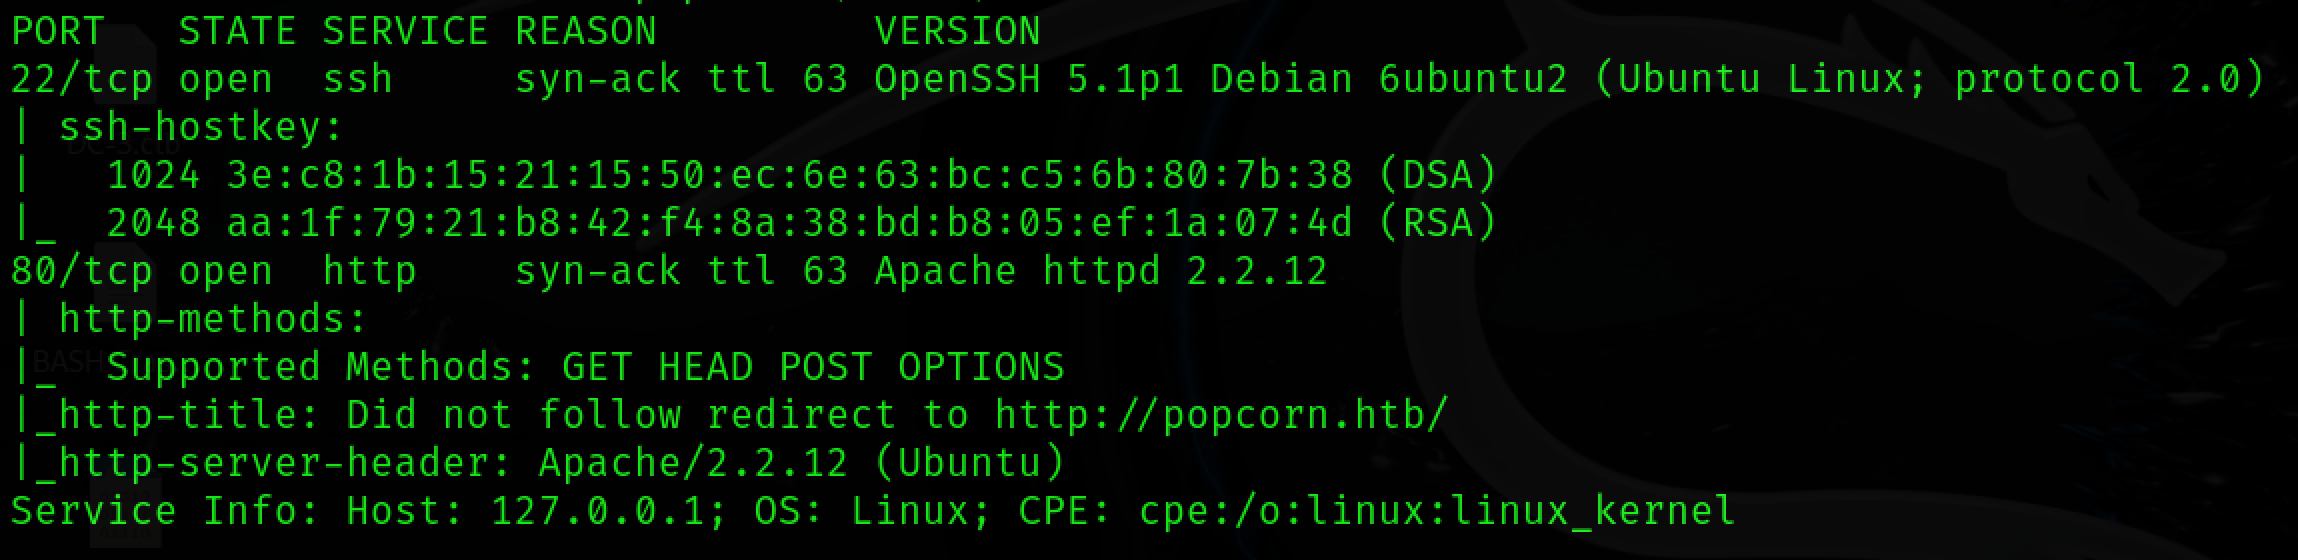 PORT   STATE SERVICE REASON         VERSION
22/tcp open  ssh     syn-ack ttl 63 OpenSSH 5.1p1 Debian 6ubuntu2 (Ubuntu Linux; protocol 2.0)
| ssh-hostkey:
|   1024 3e:c8:1b:15:21:15:50:ec:6e:63:bc:c5:6b:80:7b:38 (DSA)
|_  2048 aa:1f:79:21:b8:42:f4:8a:38:bd:b8:05:ef:1a:07:4d (RSA)
80/tcp open  http    syn-ack ttl 63 Apache httpd 2.2.12
| http-methods:
|_  Supported Methods: GET HEAD POST OPTIONS
|_http-title: Did not follow redirect to http://popcorn.htb/
|_http-server-header: Apache/2.2.12 (Ubuntu)
Service Info: Host: 127.0.0.1; OS: Linux; CPE: cpe:/o:linux:linux_kernel